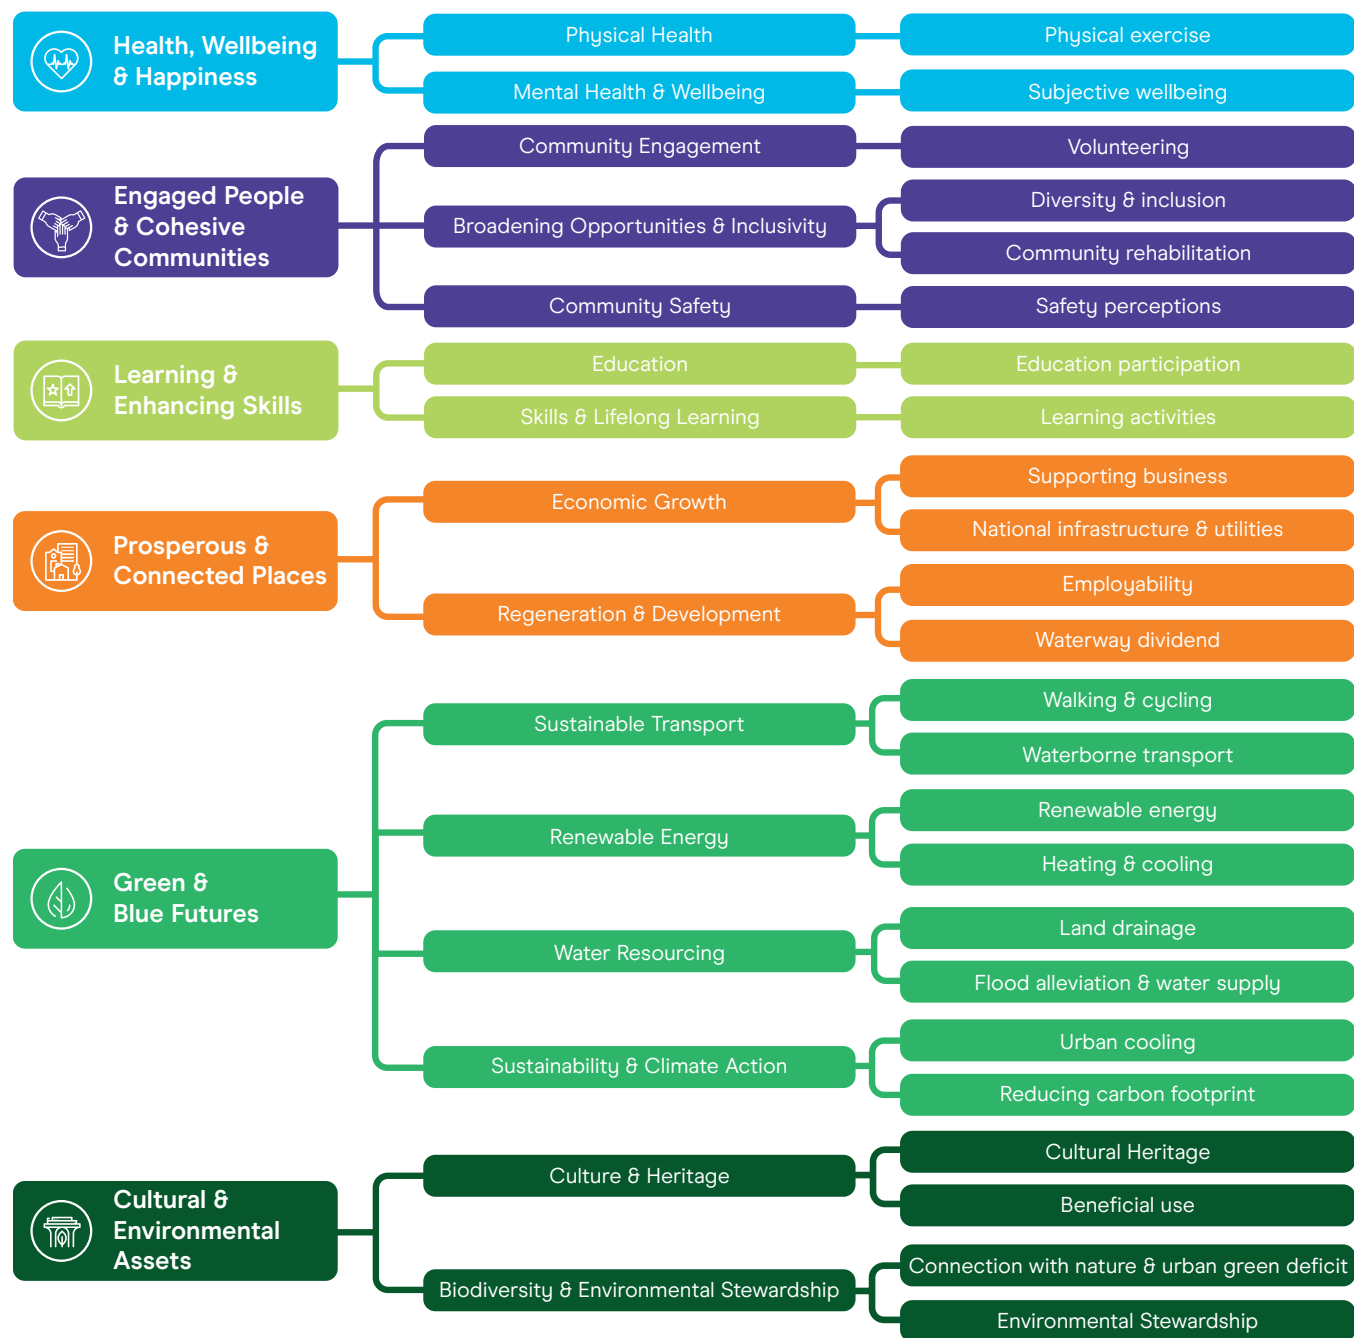 Health, Wellbeing
& Happiness
Physical Health
Physical exercise
Mental Health & Wellbeing
Subjective wellbeing
Engaged People
& Cohesive
Communities
Community Engagement
Volunteering
Broadening Opportunities & Inclusivity
Diversity & inclusion
Community rehabilitation
Community Safety
Safety perceptions
Learning &
Enhancing Skills
Education
Education participation
Skills & Lifelong Learning
Learning activities
Prosperous &
Connected Places
Economic Growth
Supporting business
National infrastructure & utilities
Regeneration & Development
Employability
Waterway dividend
Green &
Blue Futures
Sustainable Transport
Walking & cycling
Waterborne transport
Renewable Energy
Renewable energy
Heating & cooling
Water Resourcing
Land drainage
Flood alleviation & water supply
Sustainability & Climate Action
Urban cooling
Reducing carbon footprint
Cultural &
Environmental
Assets
Culture & Heritage
Cultural Heritage
Beneficial use
Biodiversity & Environmental Stewardship
Connection with nature & urban green deficit
Environmental Stewardship